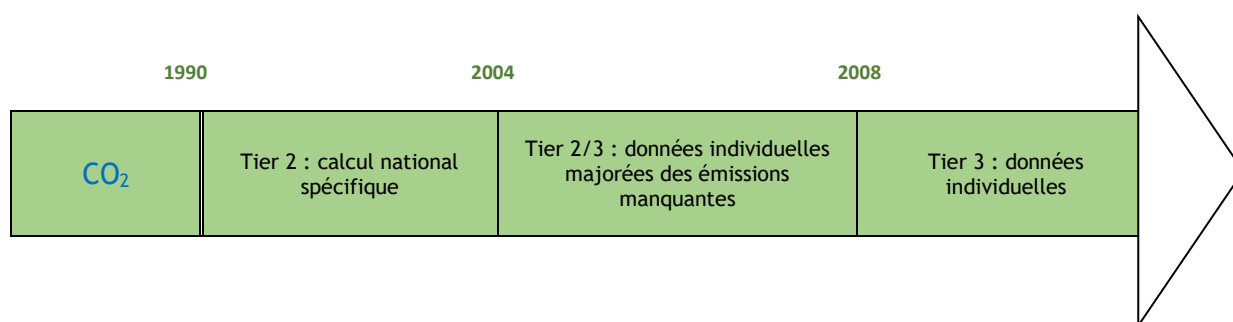 1990
2004
2008
CO₂
Tier 2 : calcul national
spécifique
Tier 2/3 : données individuelles
majorées des émissions
manquantes
Tier 3 : données
individuelles